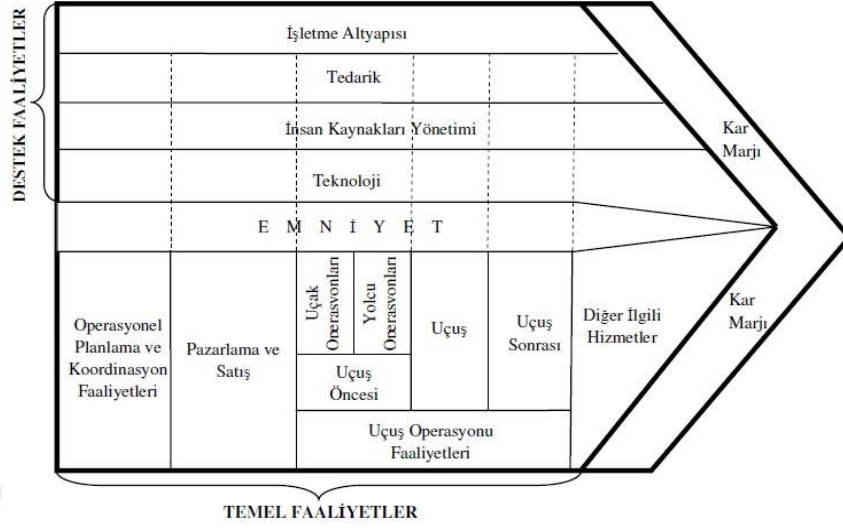 DESTEK FAALİYETLER
İşletme Altyapısı
Tedarik
İnsan Kaynakları Yönetimi
Teknoloji
Kar
Marjı
E M N İ Y E T
Operasyonel
Planlama ve
Koordinasyon
Faaliyetleri
Pazarlama ve
Satış
Uçak
Operasyonları
Yolcu
Operasyonları
Uçuş
Öncesi
Uçuş
Uçuş
Sonrası
Uçuş Operasyonu
Faaliyetleri
Diğer İlgili
Hizmetler
Kar
Marjı
TEMEL FAALİYETLER